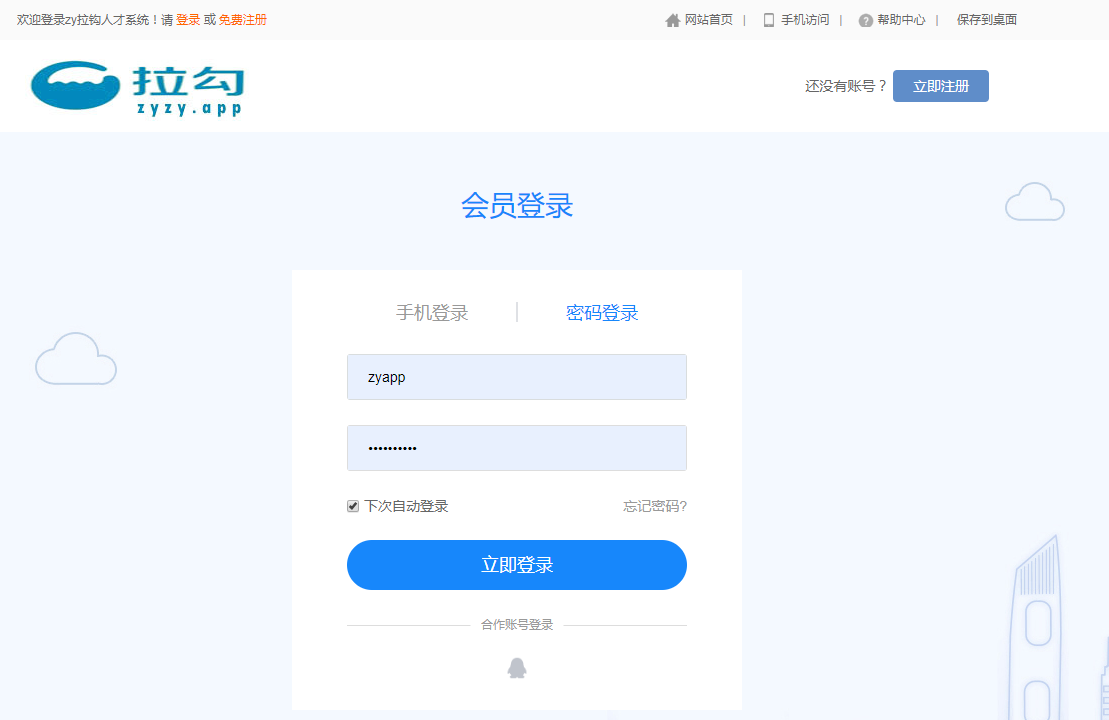 欢迎登录zy拉钩人才系统！请 登录 或 免费注册
网站首页 | 手机访问 | 帮助中心 | 保存到桌面
拉勾
zyzy.app
还没有账号？ 立即注册
会员登录
手机登录 | 密码登录
zyapp
••••••••••
下次自动登录 忘记密码?
立即登录
合作账号登录